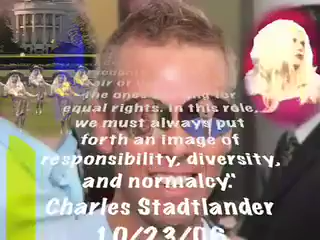 the ones
for
equal rights. In this role,
we must always put
forth an image of
responsibility, diversity,
and normalcy."
Charles Stadtlander
10/23/06